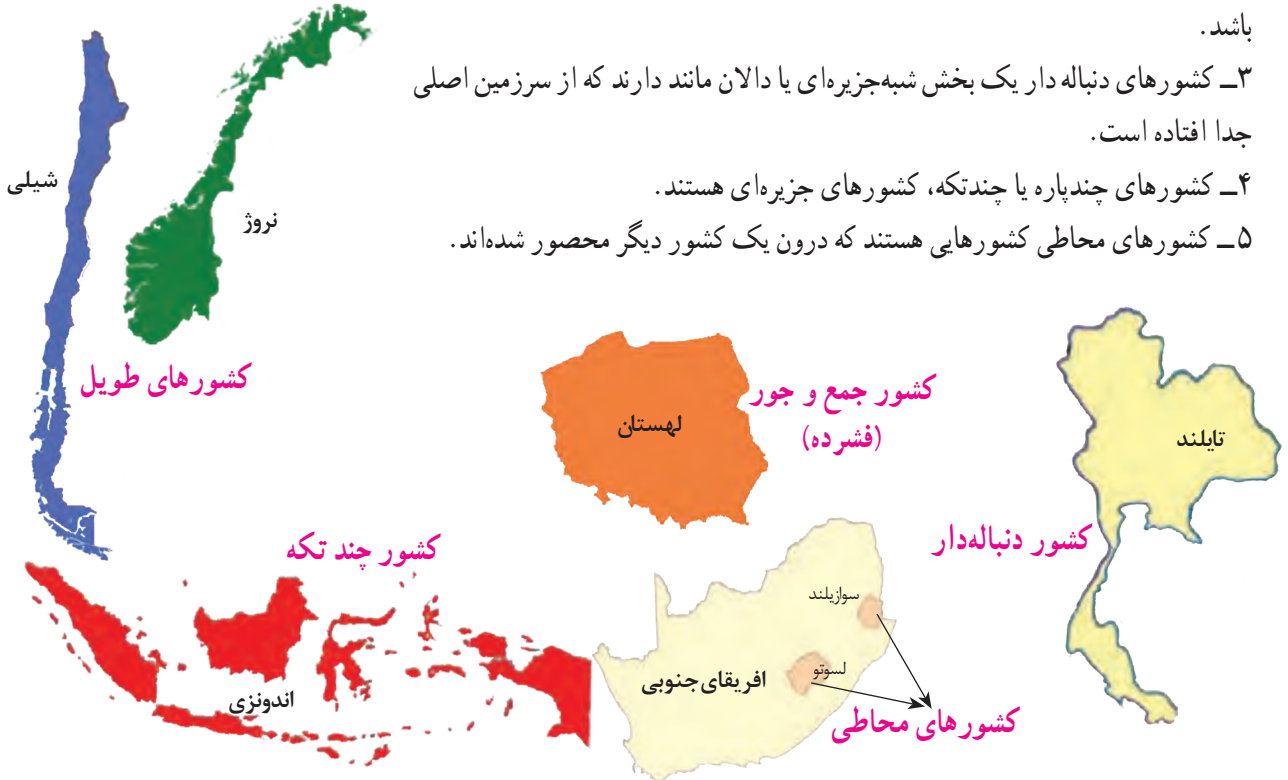 باشد.
۳ــ کشورهای دنباله دار یک بخش شبه‌جزیره‌ای یا دالان مانند دارند که از سرزمین اصلی
جدا افتاده است.
۴ــ کشورهای چندپاره یا چندتکه، کشورهای جزیره‌ای هستند.
۵ــ کشورهای محاطی کشورهایی هستند که درون یک کشور دیگر محصور شده‌اند.
شیلی
نروژ
کشورهای طویل
کشور جمع و جور
(فشرده)
لهستان
تایلند
کشور دنباله‌دار
کشور چند تکه
اندونزی
سوازیلند
لسوتو
افریقای‌جنوبی
کشورهای محاطی